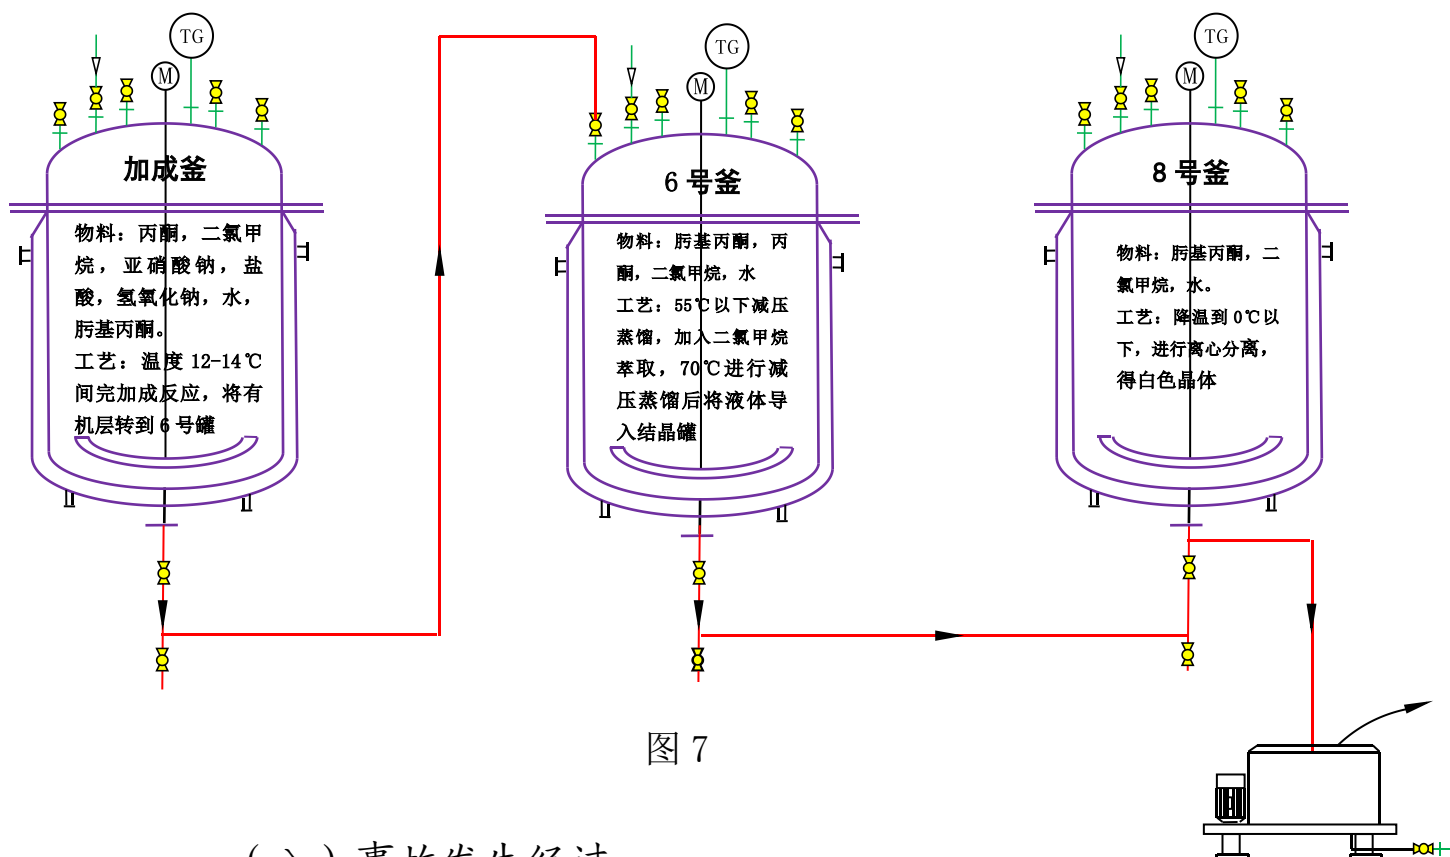 TG
M
加成釜
物料：丙酮，二氯甲
烷，亚硝酸钠，盐
酸，氢氧化钠，水，
肟基丙酮。
工艺：温度 12-14℃
间完加成反应，将有
机层转到 6 号罐
TG
M
6 号釜
物料：肟基丙酮，丙
酮，二氯甲烷，水
工艺：55℃以下减压
蒸馏，加入二氯甲烷
萃取，70℃进行减
压蒸馏后将液体导
入结晶罐
TG
M
8 号釜
物料：肟基丙酮，二
氯甲烷，水。
工艺：降温到 0℃以
下，进行离心分离，
得白色晶体
图 7
事故发生经过